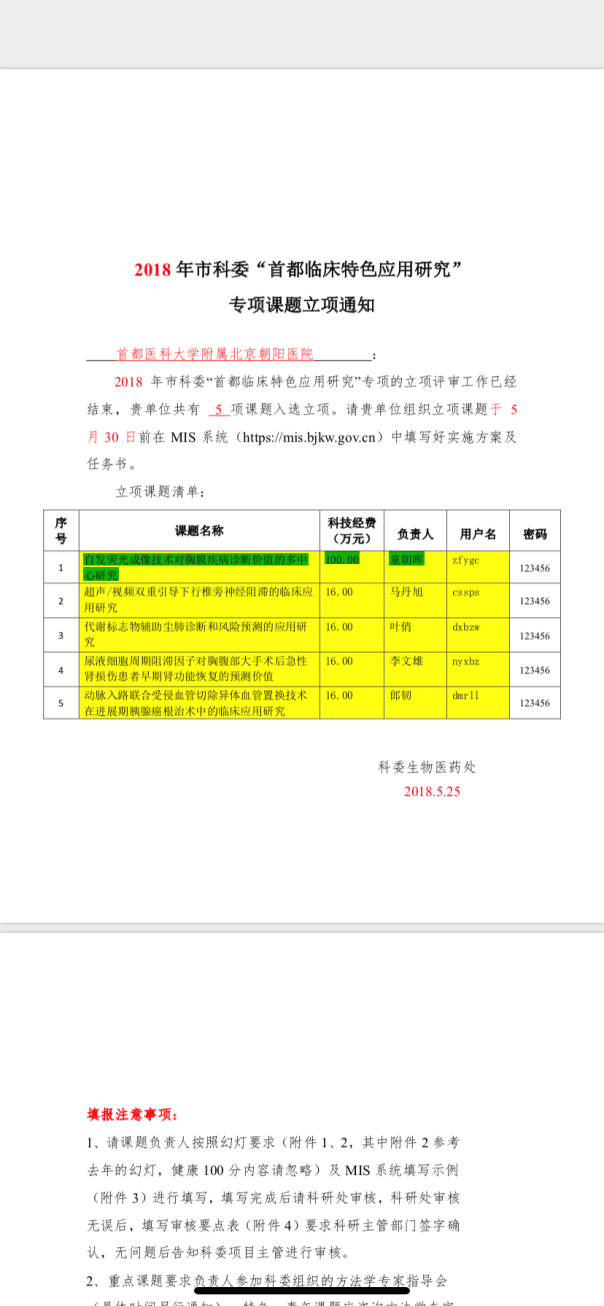 2018 年市科委“首都临床特色应用研究”
专项课题立项通知
首都医科大学附属北京朝阳医院：
2018 年市科委“首都临床特色应用研究”专项的立项评审工作已经
结束，贵单位共有 5 项课题入选立项。请贵单位组织立项课题于 5
月 30 日前在 MIS 系统（https://mis.bjkw.gov.cn）中填写好实施方案及
任务书。
立项课题清单：
序号 课题名称 科技经费（万元） 负责人 用户名 密码
1 自发荧光成像技术对胸膜疾病诊断价值的多中心研究 100.00 童朝晖 zfygc 123456
2 超声/视频双重引导下行椎旁神经阻滞的临床应用研究 16.00 马丹旭 cssps 123456
3 代谢标志物辅助尘肺诊断和风险预测的应用研究 16.00 叶俏 dxbzw 123456
4 尿液细胞周期阻滞因子对胸腹部大手术后急性肾损伤患者早期肾功能恢复的预测价值 16.00 李文雄 nyxbz 123456
5 动脉入路联合受侵血管切除异体血管置换技术在进展期胰腺癌根治术中的临床应用研究 16.00 郎韧 dmrll 123456
科委生物医药处
2018.5.25
填报注意事项：
1、请课题负责人按照幻灯要求（附件 1、2，其中附件 2 参考
去年的幻灯，健康 100 分内容请忽略）及 MIS 系统填写示例
（附件 3）进行填写，填写完成后请科研处审核，科研处审核
无误后，填写审核要点表（附件 4）要求科研主管部门签字确
认，无问题后告知科委项目主管进行审核。
2、重点课题要求负责人参加科委组织的方法学专家指导会